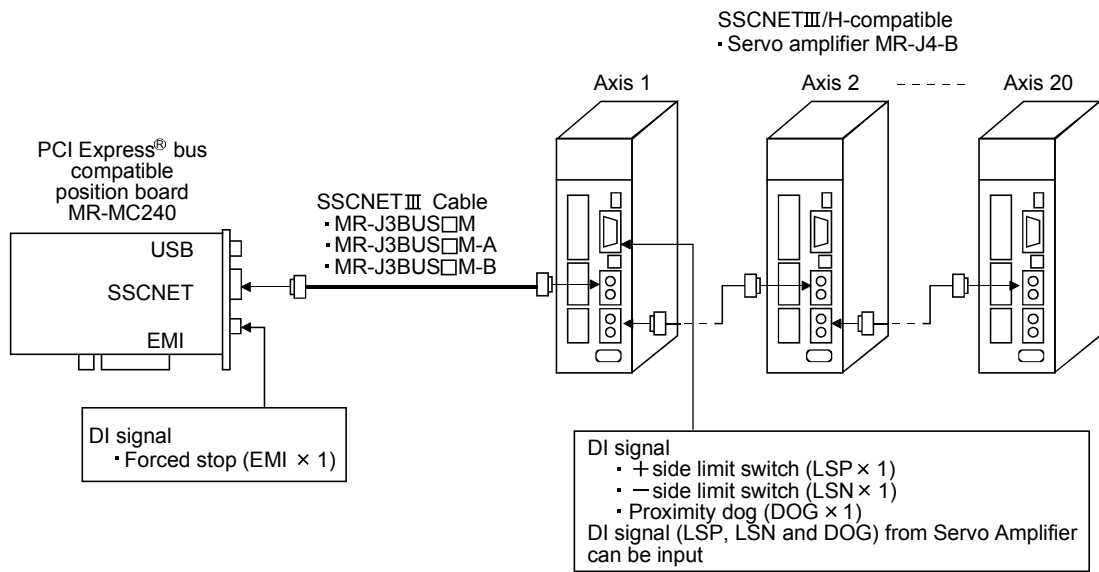 SSCNETⅢ/H-compatible
・Servo amplifier MR-J4-B
Axis 1
Axis 2
Axis 20
PCI Express® bus
compatible
position board
MR-MC240
USB
SSCNET
EMI
SSCNETⅢ Cable
・MR-J3BUS□M
・MR-J3BUS□M-A
・MR-J3BUS□M-B
DI signal
・Forced stop (EMI × 1)
DI signal
・+side limit switch (LSP × 1)
・−side limit switch (LSN × 1)
・Proximity dog (DOG × 1)
DI signal (LSP, LSN and DOG) from Servo Amplifier
can be input